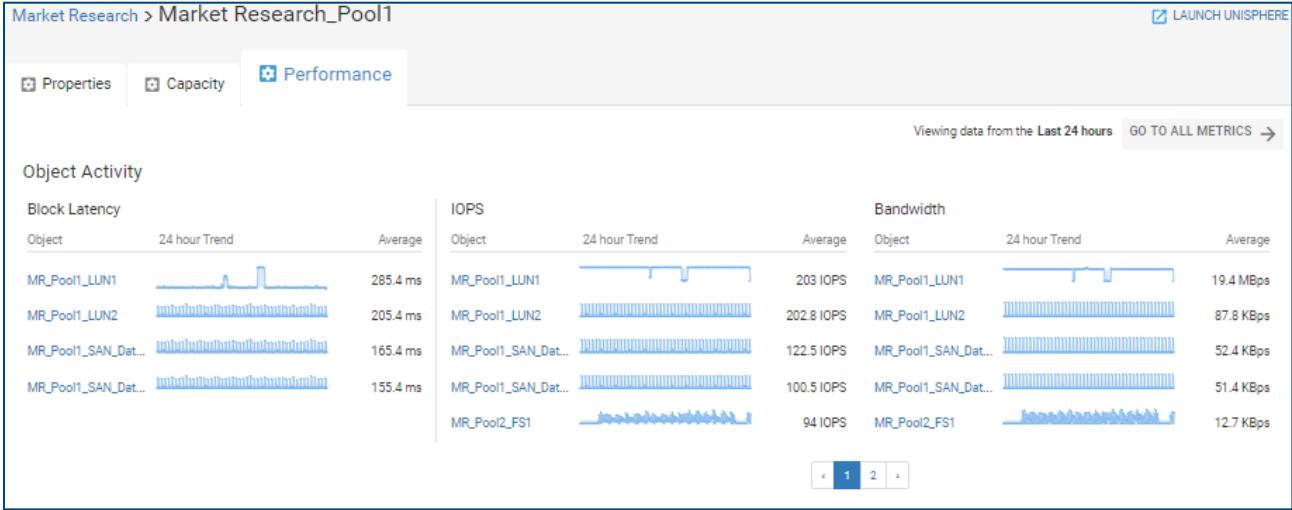 Market Research > Market Research_Pool1 LAUNCH UNISPHERE
Properties Capacity Performance
Viewing data from the Last 24 hours GO TO ALL METRICS →
Object Activity
Block Latency IOPS Bandwidth
Object 24 hour Trend Average Object 24 hour Trend Average Object 24 hour Trend Average
MR_Pool1_LUN1 285.4 ms MR_Pool1_LUN1 203 IOPS MR_Pool1_LUN1 19.4 MBps
MR_Pool1_LUN2 205.4 ms MR_Pool1_LUN2 202.8 IOPS MR_Pool1_LUN2 87.8 KBps
MR_Pool1_SAN_Dat... 165.4 ms MR_Pool1_SAN_Dat... 122.5 IOPS MR_Pool1_SAN_Dat... 52.4 KBps
MR_Pool1_SAN_Dat... 155.4 ms MR_Pool1_SAN_Dat... 100.5 IOPS MR_Pool1_SAN_Dat... 51.4 KBps
MR_Pool2_FS1 94 IOPS MR_Pool2_FS1 12.7 KBps
‹ 1 2 ›